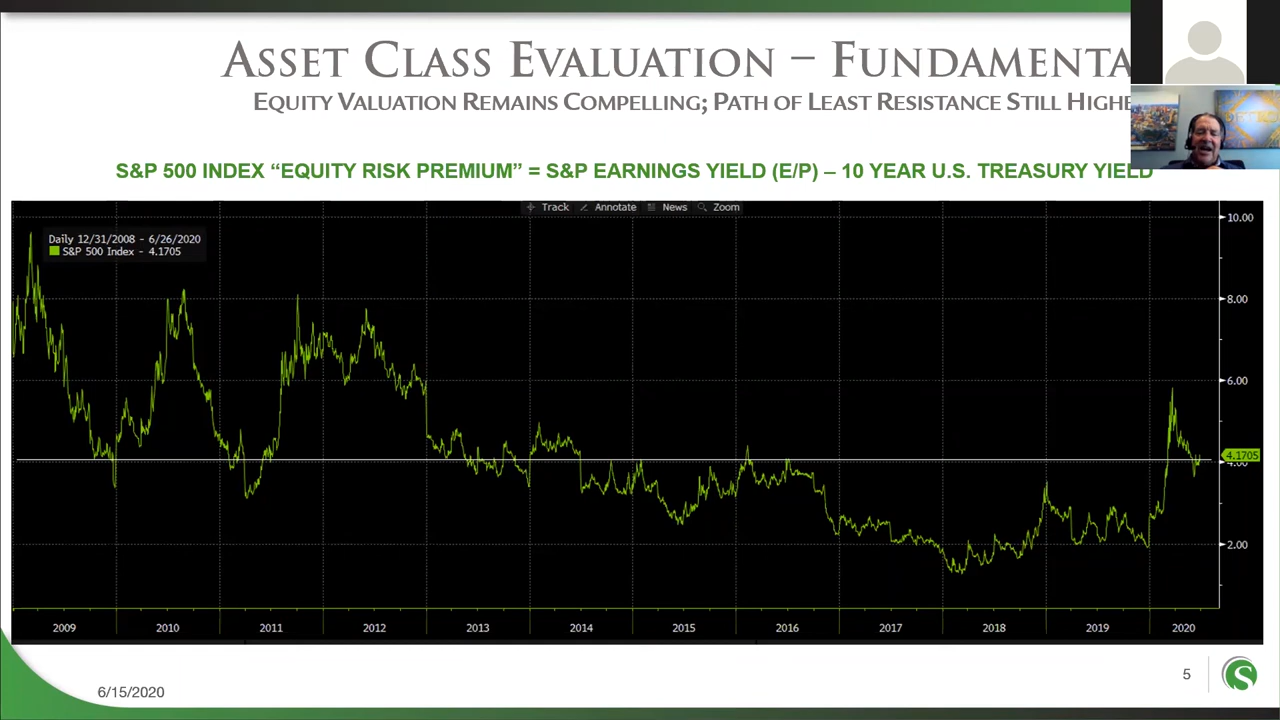 ASSET CLASS EVALUATION – FUNDAMENTA
EQUITY VALUATION REMAINS COMPELLING; PATH OF LEAST RESISTANCE STILL HIGHE
S&P 500 INDEX “EQUITY RISK PREMIUM” = S&P EARNINGS YIELD (E/P) – 10 YEAR U.S. TREASURY YIELD
Track Annotate News Zoom
Daily 12/31/2008 - 6/26/2020
S&P 500 Index - 4.1705
10.00
8.00
6.00
4.1705
4.00
2.00
2009 2010 2011 2012 2013 2014 2015 2016 2017 2018 2019 2020
6/15/2020
5
S